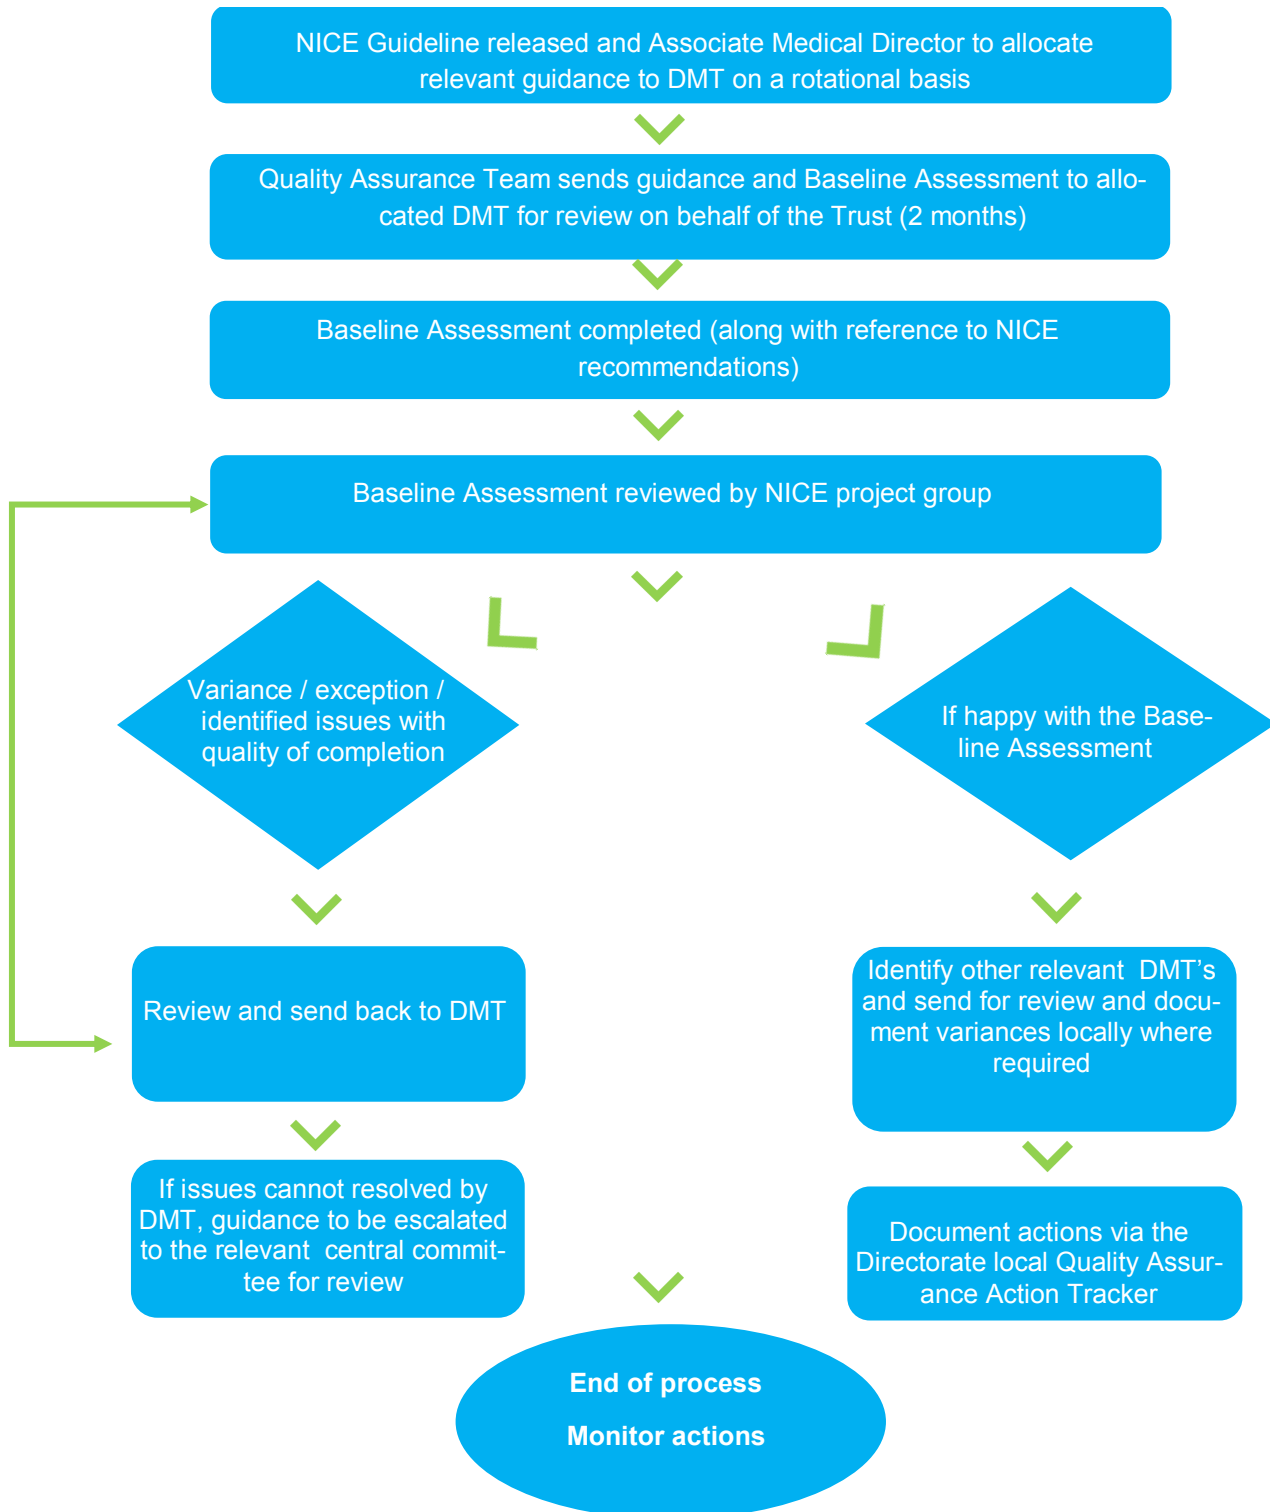 NICE Guideline released and Associate Medical Director to allocate
relevant guidance to DMT on a rotational basis
Quality Assurance Team sends guidance and Baseline Assessment to allo-
cated DMT for review on behalf of the Trust (2 months)
Baseline Assessment completed (along with reference to NICE
recommendations)
Baseline Assessment reviewed by NICE project group
Variance / exception /
identified issues with
quality of completion
If happy with the Base-
line Assessment
Review and send back to DMT
Identify other relevant DMT's
and send for review and docu-
ment variances locally where
required
If issues cannot resolved by
DMT, guidance to be escalated
to the relevant central commit-
tee for review
Document actions via the
Directorate local Quality Assur-
ance Action Tracker
End of process
Monitor actions